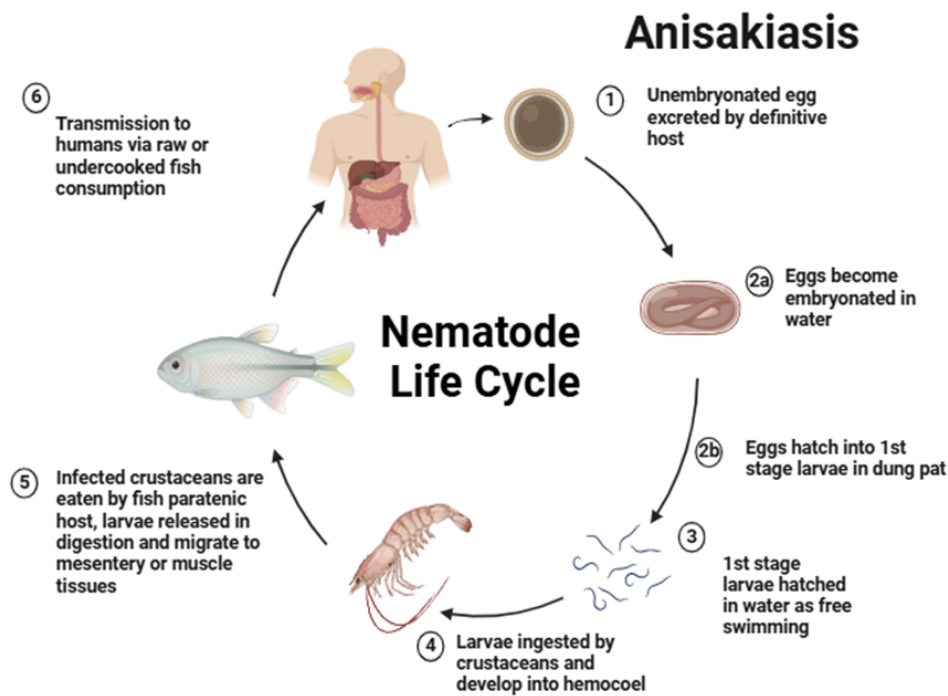 Anisakiasis
1
Unembryonated egg
excreted by definitive
host
2a
Eggs become
embryonated in
water
2b
Eggs hatch into 1st
stage larvae in dung pat
3
1st stage
larvae hatched
in water as free
swimming
4
Larvae ingested by
crustaceans and
develop into hemocoel
5
Infected crustaceans are
eaten by fish paratenic
host, larvae released in
digestion and migrate to
mesentery or muscle
tissues
6
Transmission to
humans via raw or
undercooked fish
consumption
Nematode
Life Cycle